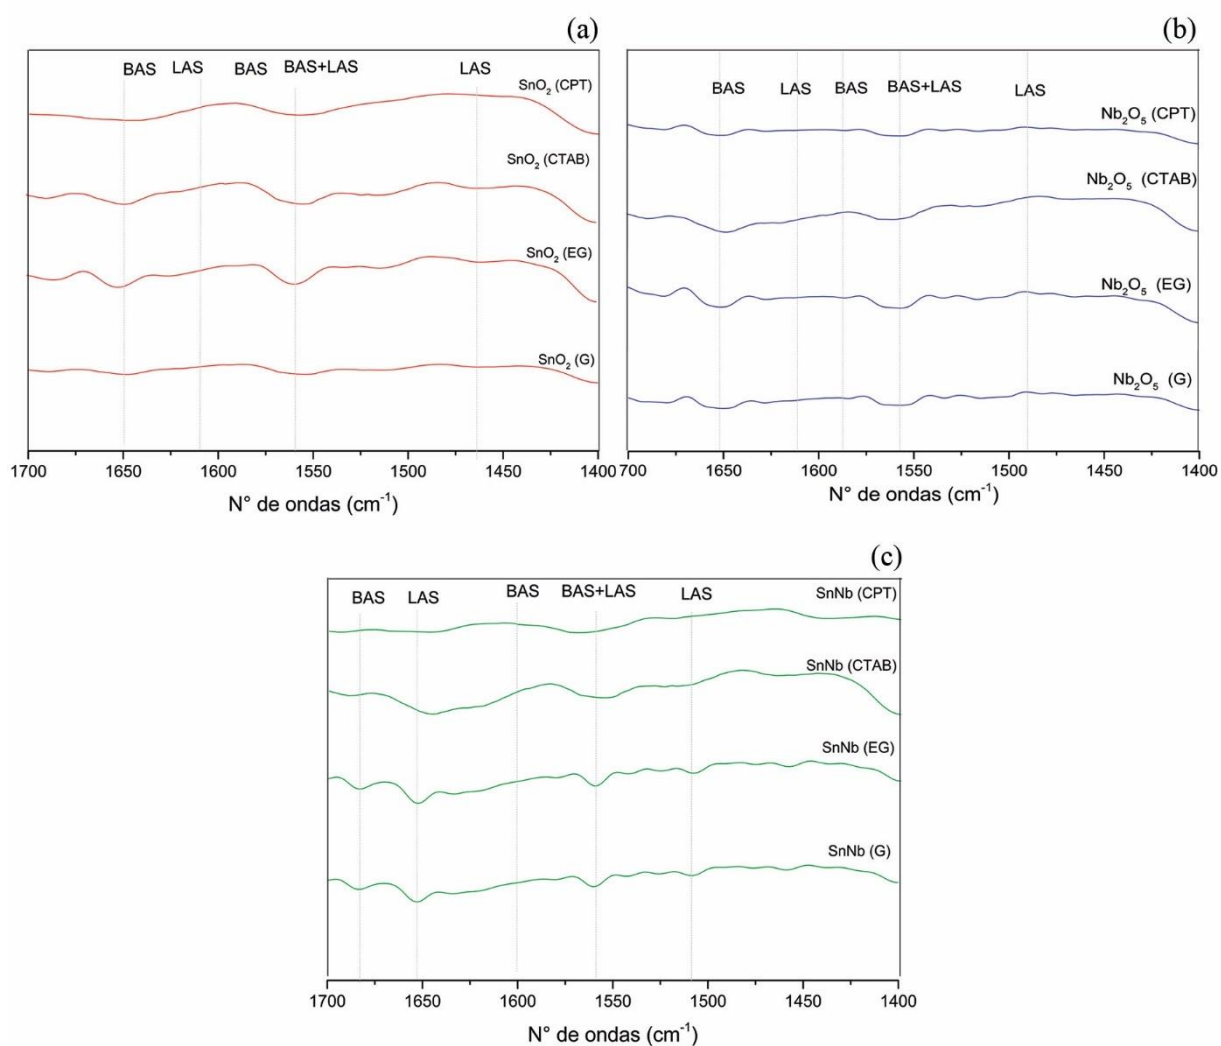 (a)
BAS LAS BAS BAS+LAS LAS
SnO₂ (CPT)
SnO₂ (CTAB)
SnO₂ (EG)
SnO₂ (G)
1700 1650 1600 1550 1500 1450 1400
N° de ondas (cm⁻¹)
(b)
BAS LAS BAS BAS+LAS LAS
Nb₂O₅ (CPT)
Nb₂O₅ (CTAB)
Nb₂O₅ (EG)
Nb₂O₅ (G)
1700 1650 1600 1550 1500 1450 1400
N° de ondas (cm⁻¹)
(c)
BAS LAS BAS BAS+LAS LAS
SnNb (CPT)
SnNb (CTAB)
SnNb (EG)
SnNb (G)
1700 1650 1600 1550 1500 1450 1400
N° de ondas (cm⁻¹)